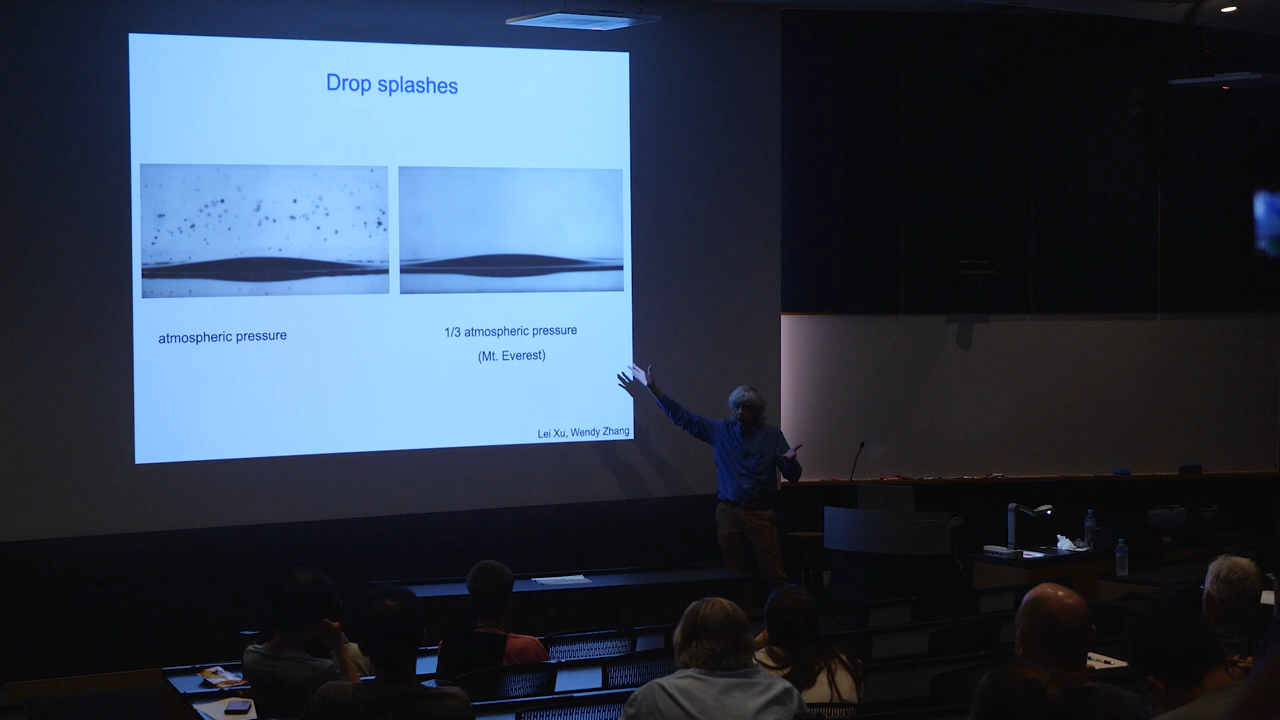 Drop splashes
atmospheric pressure
1/3 atmospheric pressure
(Mt. Everest)
Lei Xu, Wendy Zhang